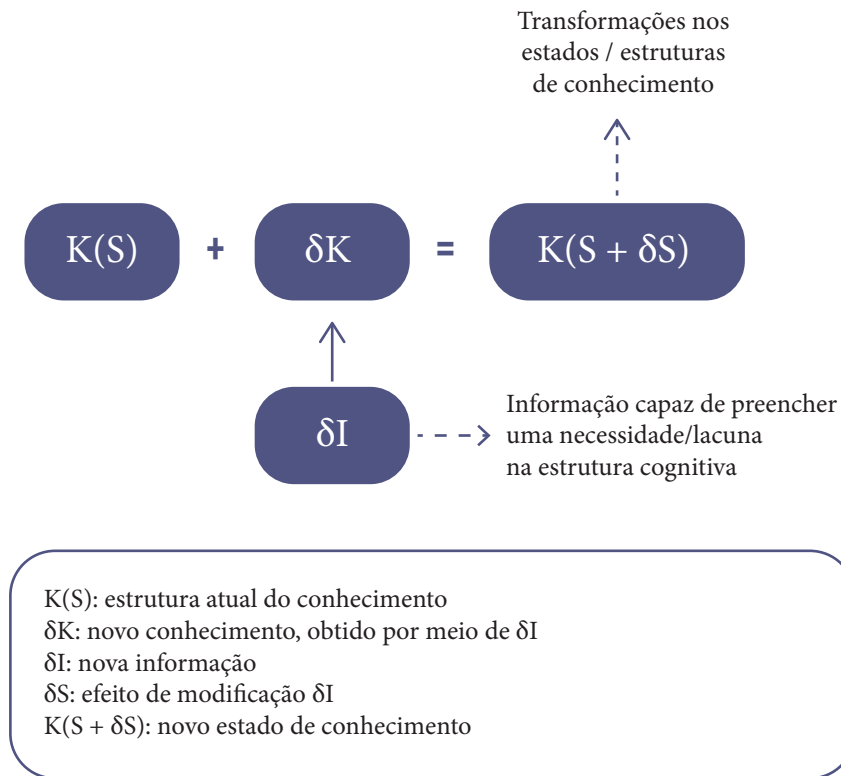 Transformações nos
estados / estruturas
de conhecimento
K(S) + δK = K(S + δS)
δI
Informação capaz de preencher
uma necessidade/lacuna
na estrutura cognitiva
K(S): estrutura atual do conhecimento
δK: novo conhecimento, obtido por meio de δI
δI: nova informação
δS: efeito de modificação δI
K(S + δS): novo estado de conhecimento